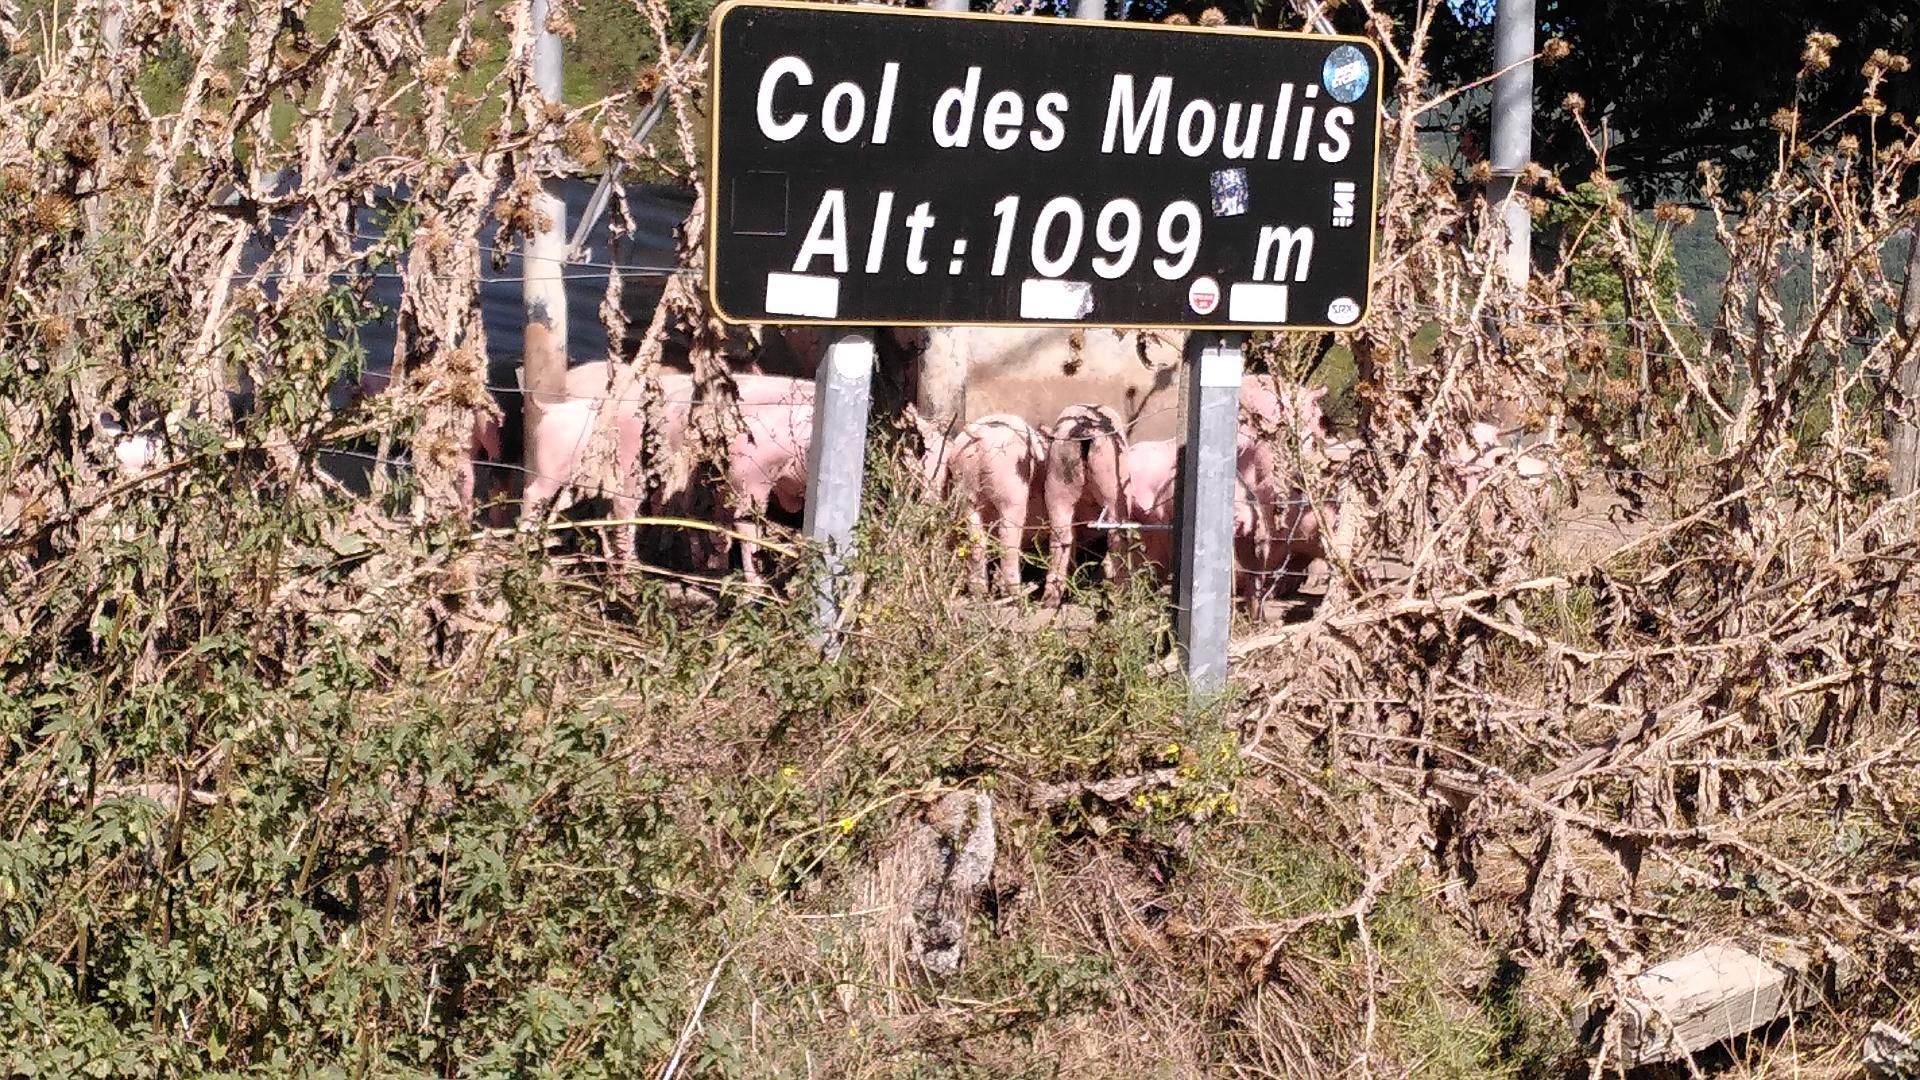 Col des Moulis
Alt: 1099 m